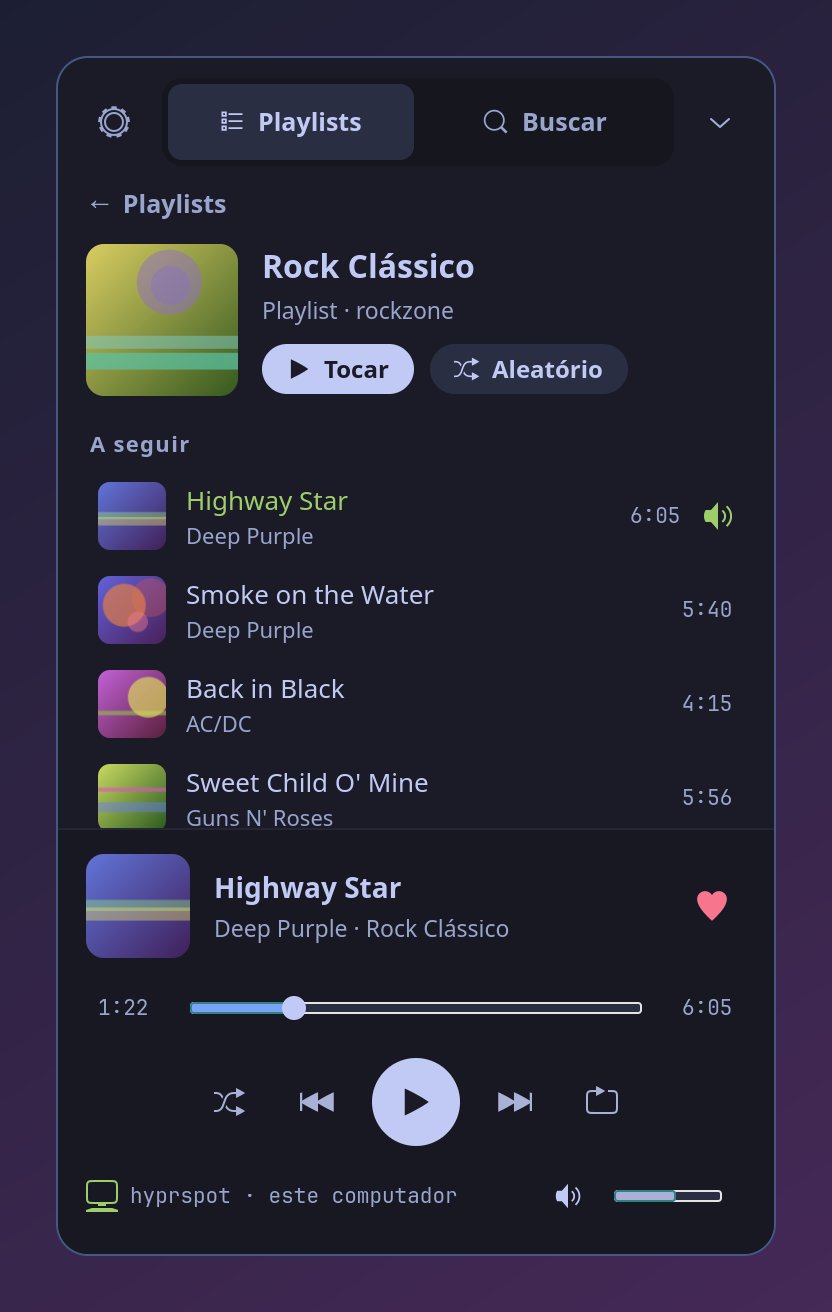 Playlists
Buscar
← Playlists
Rock Clássico
Playlist · rockzone
Tocar
Aleatório
A seguir
Highway Star
Deep Purple
6:05
Smoke on the Water
Deep Purple
5:40
Back in Black
AC/DC
4:15
Sweet Child O' Mine
Guns N' Roses
5:56
Highway Star
Deep Purple · Rock Clássico
1:22
6:05
hyprspot · este computador